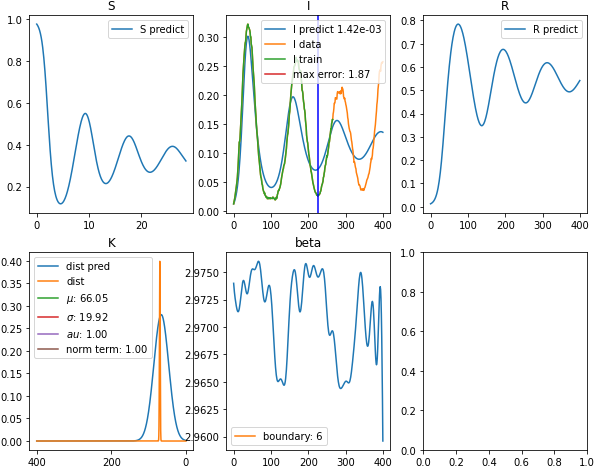 S
I
R
S predict
I predict 1.42e-03
I data
I train
max error: 1.87
R predict
1.0
0.8
0.6
0.4
0.2
0.30
0.25
0.20
0.15
0.10
0.05
0.00
0.8
0.7
0.6
0.5
0.4
0.3
0.2
0.1
0.0
0 10 20
0 100 200 300 400
0 100 200 300 400
K
beta
dist pred
dist
μ: 66.05
σ: 19.92
au: 1.00
norm term: 1.00
boundary: 6
0.40
0.35
0.30
0.25
0.20
0.15
0.10
0.05
0.00
2.9750
2.9725
2.9700
2.9675
2.9650
2.9625
2.9600
1.0
0.8
0.6
0.4
0.2
0.0
400 200 0
0 100 200 300 400
0.0 0.2 0.4 0.6 0.8 1.0